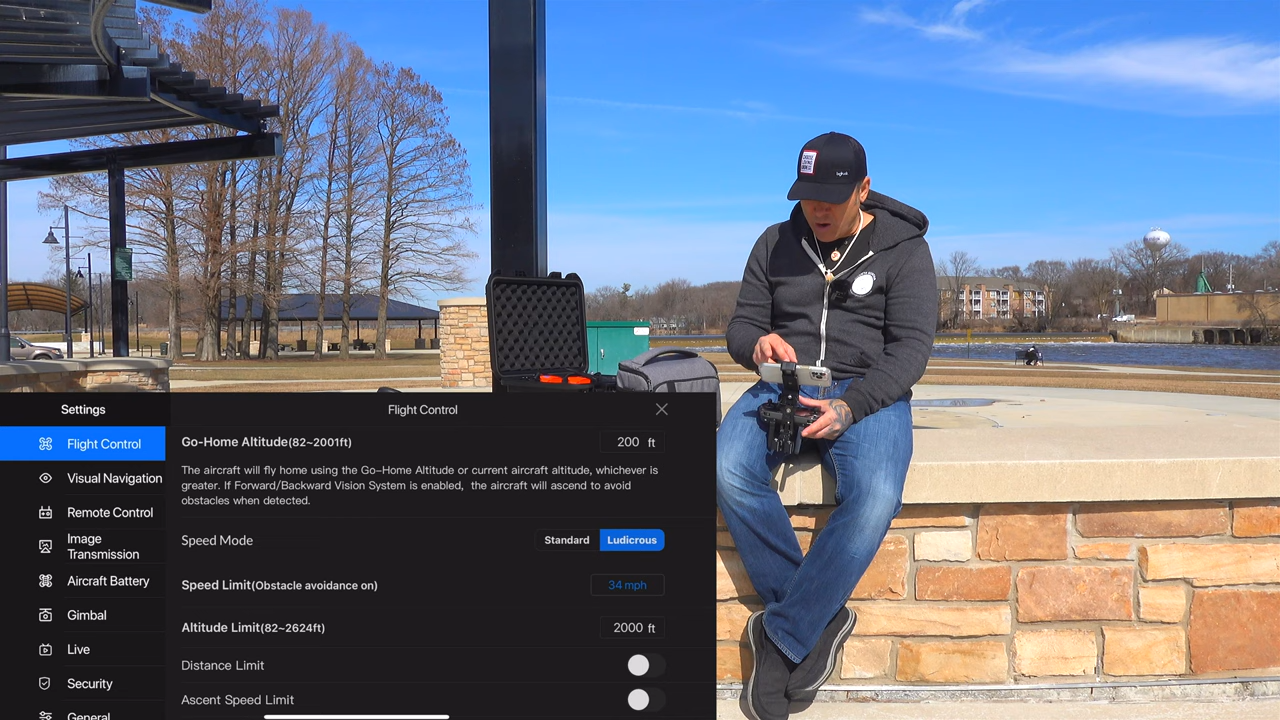 Settings
Flight Control
Flight Control
Visual Navigation
Remote Control
Image
Transmission
Aircraft Battery
Gimbal
Live
Security
General
Go-Home Altitude(82~2001ft)
200 ft
The aircraft will fly home using the Go-Home Altitude or current aircraft altitude, whichever is
greater. If Forward/Backward Vision System is enabled, the aircraft will ascend to avoid
obstacles when detected.
Speed Mode
Standard
Ludicrous
Speed Limit(Obstacle avoidance on)
34 mph
Altitude Limit(82~2624ft)
2000 ft
Distance Limit
Ascent Speed Limit